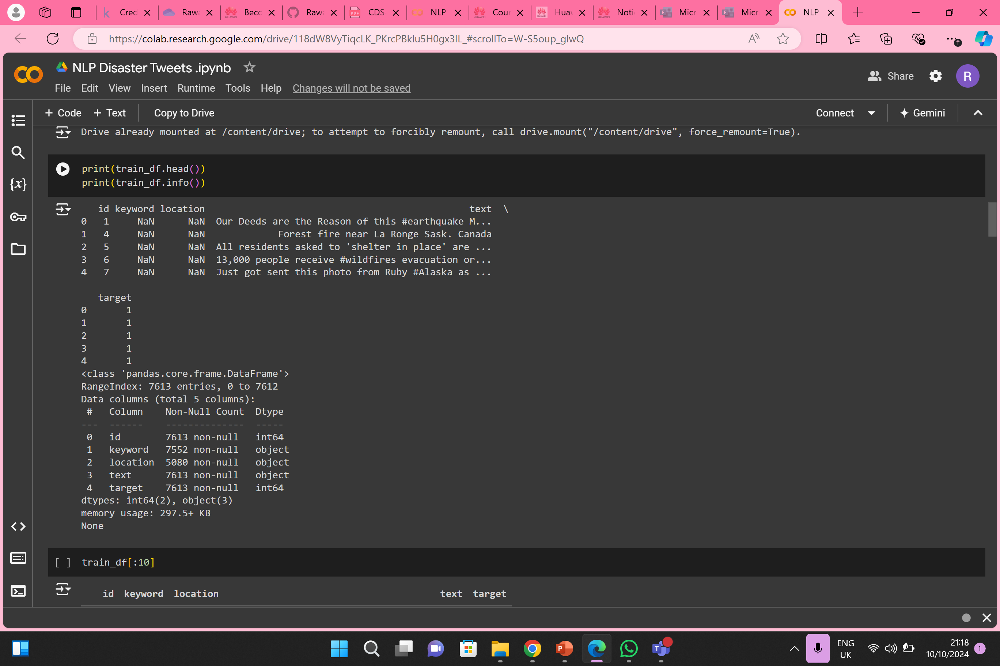 k Cred Raw Beco Raw CDS NLP Cour Hua Noti Micr Micr NLP
https://colab.research.google.com/drive/118dW8VyTiqcLK_PKrcPBklu5H0gx3IL_#scrollTo=W-S5oup_glwQ
NLP Disaster Tweets .ipynb
Share
R
File Edit View Insert Runtime Tools Help Changes will not be saved
+ Code + Text Copy to Drive Connect Gemini
Drive already mounted at /content/drive; to attempt to forcibly remount, call drive.mount("/content/drive", force_remount=True).
print(train_df.head())
print(train_df.info())
id keyword location text \
0 1 NaN NaN Our Deeds are the Reason of this #earthquake M...
1 4 NaN NaN Forest fire near La Ronge Sask. Canada
2 5 NaN NaN All residents asked to 'shelter in place' are ...
3 6 NaN NaN 13,000 people receive #wildfires evacuation or...
4 7 NaN NaN Just got sent this photo from Ruby #Alaska as ...
target
0 1
1 1
2 1
3 1
4 1
<class 'pandas.core.frame.DataFrame'>
RangeIndex: 7613 entries, 0 to 7612
Data columns (total 5 columns):
# Column Non-Null Count Dtype
--- ------ -------------- -----
0 id 7613 non-null int64
1 keyword 7552 non-null object
2 location 5080 non-null object
3 text 7613 non-null object
4 target 7613 non-null int64
dtypes: int64(2), object(3)
memory usage: 297.5+ KB
None
[ ] train_df[:10]
id keyword location text target
ENG
UK
21:18
10/10/2024
1